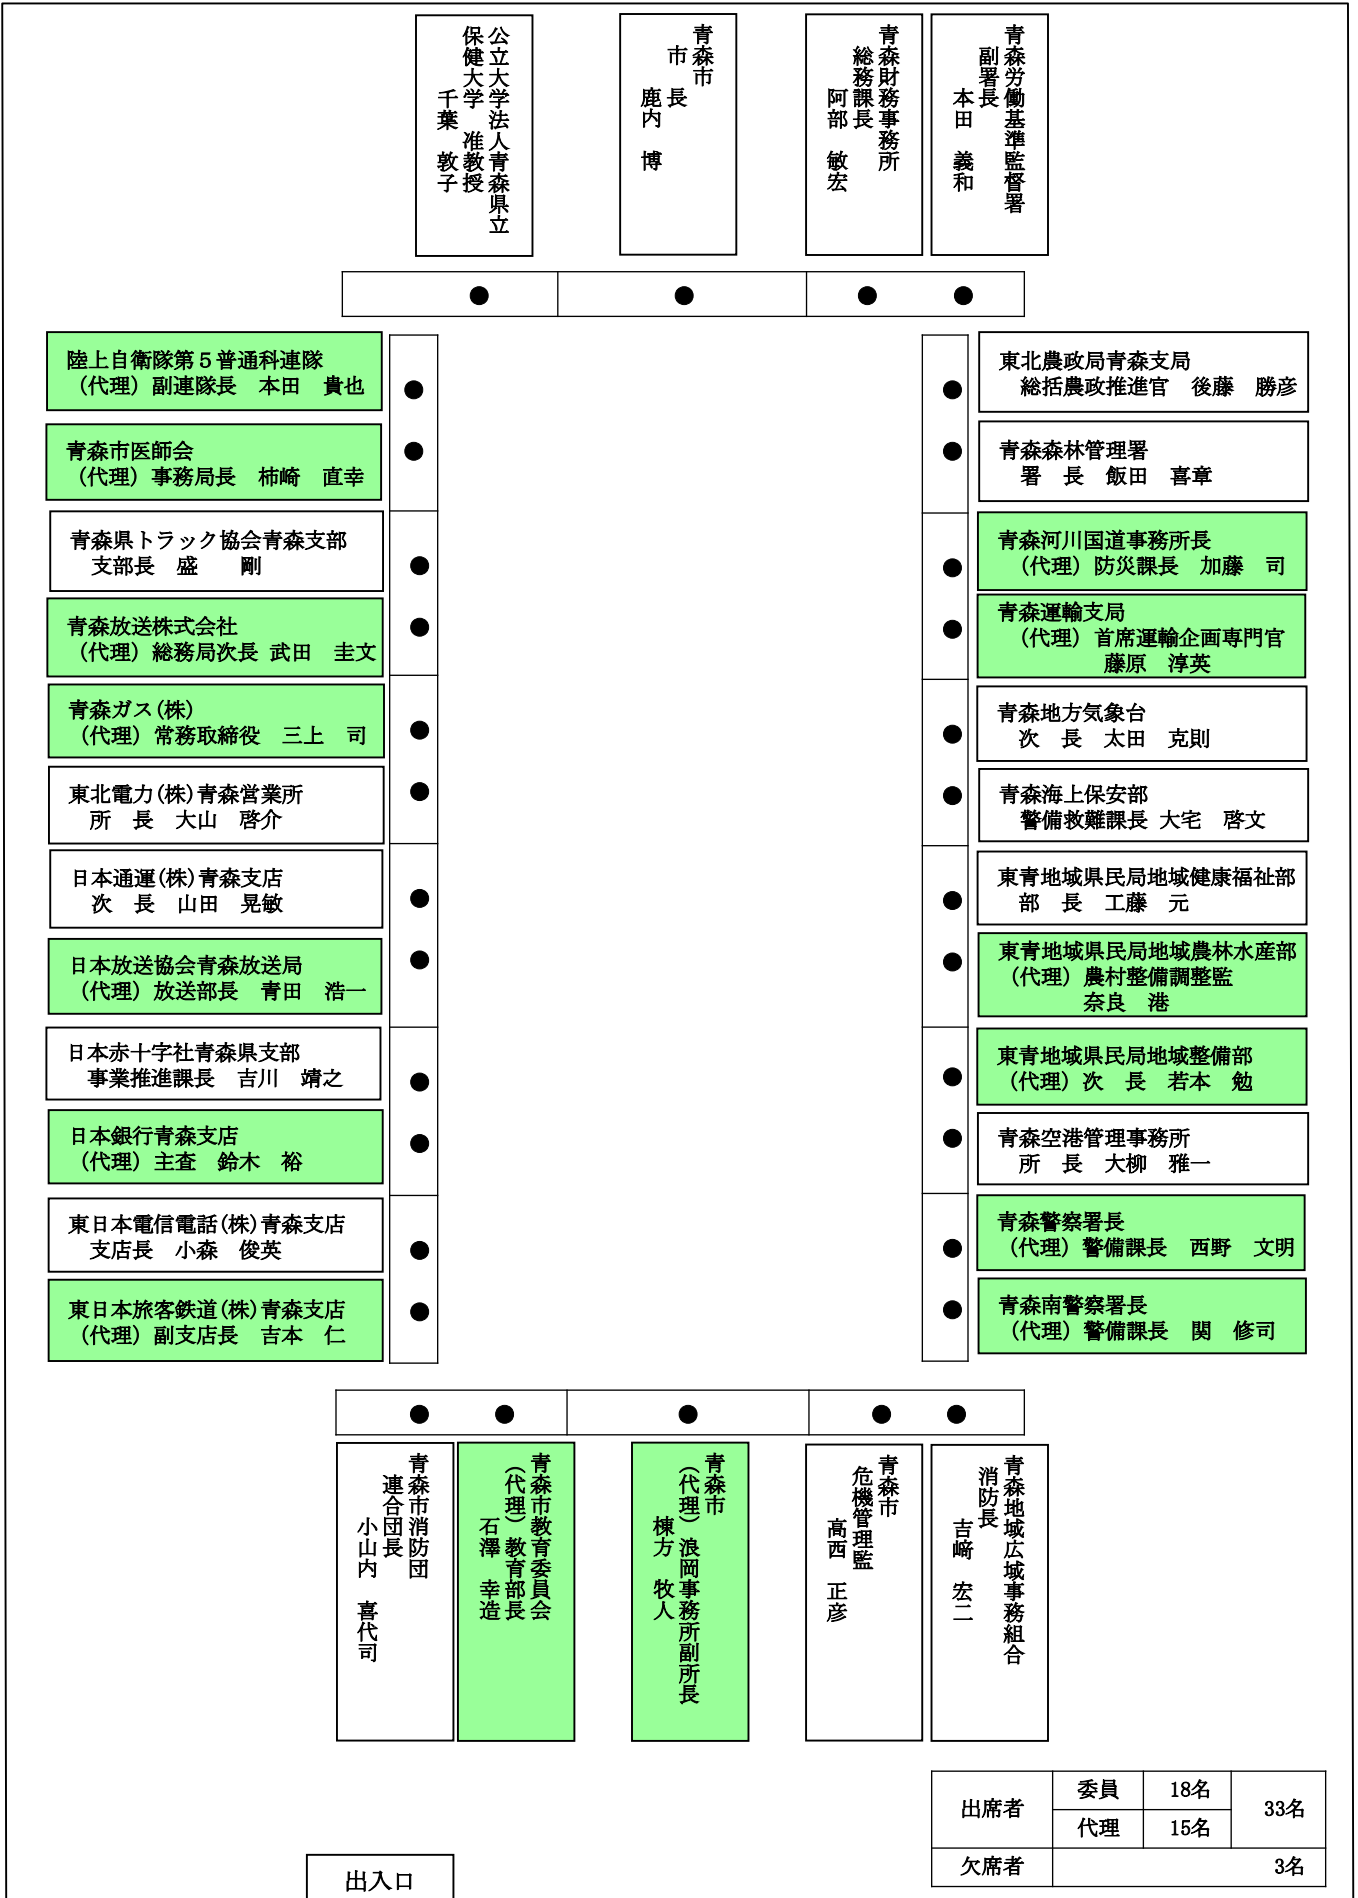 公立大学法人青森県立
保健大学　准教授
千葉　敦子
青森市
市　長
鹿内　博
青森財務事務所
総務課長
阿部　敏宏
青森労働基準監督署
副署長
本田　義和
陸上自衛隊第５普通科連隊
（代理）副連隊長　本田　貴也
青森市医師会
（代理）事務局長　柿崎　直幸
青森県トラック協会青森支部
支部長　盛　　剛
青森放送株式会社
（代理）総務局次長 武田　圭文
青森ガス(株)
（代理）常務取締役　三上　司
東北電力(株)青森営業所
所　長　大山　啓介
日本通運(株)青森支店
次　長　山田　晃敏
日本放送協会青森放送局
（代理）放送部長　青田　浩一
日本赤十字社青森県支部
事業推進課長　吉川　靖之
日本銀行青森支店
（代理）主査　鈴木　裕
東日本電信電話(株)青森支店
支店長　小森　俊英
東日本旅客鉄道(株)青森支店
（代理）副支店長　吉本　仁
東北農政局青森支局
総括農政推進官　後藤　勝彦
青森森林管理署
署　長　飯田　喜章
青森河川国道事務所長
（代理）防災課長　加藤　司
青森運輸支局
（代理）首席運輸企画専門官
藤原　淳英
青森地方気象台
次　長　太田　克則
青森海上保安部
警備救難課長 大宅　啓文
東青地域県民局地域健康福祉部
部　長　工藤　元
東青地域県民局地域農林水産部
（代理）農村整備調整監
奈良　港
東青地域県民局地域整備部
（代理）次　長　若本　勉
青森空港管理事務所
所　長　大柳　雅一
青森警察署長
（代理）警備課長　西野　文明
青森南警察署長
（代理）警備課長　関　修司
青森市消防団
連合団長
小山内　喜代司
青森市教育委員会
（代理）教育部長
石澤　幸造
青森市
（代理）浪岡事務所副所長
棟方　牧人
青森市
危機管理監
高西　正彦
青森地域広域事務組合
消防長
吉﨑　宏二
出席者　委員　18名　33名
代理　15名
欠席者　3名
出入口